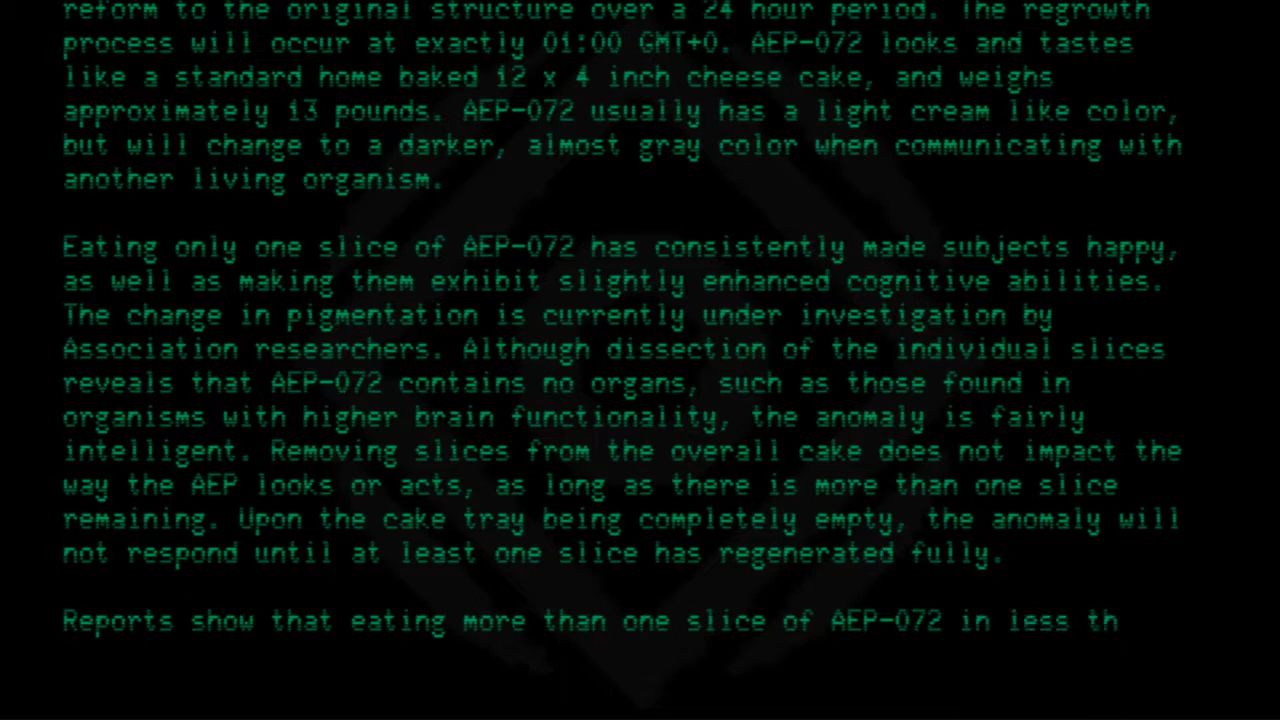 reform to the original structure over a 24 hour period. The regrowth
process will occur at exactly 01:00 GMT+0. AEP-072 looks and tastes
like a standard home baked 12 x 4 inch cheese cake, and weighs
approximately 13 pounds. AEP-072 usually has a light cream like color,
but will change to a darker, almost gray color when communicating with
another living organism.
Eating only one slice of AEP-072 has consistently made subjects happy,
as well as making them exhibit slightly enhanced cognitive abilities.
The change in pigmentation is currently under investigation by
Association researchers. Although dissection of the individual slices
reveals that AEP-072 contains no organs, such as those found in
organisms with higher brain functionality, the anomaly is fairly
intelligent. Removing slices from the overall cake does not impact the
way the AEP looks or acts, as long as there is more than one slice
remaining. Upon the cake tray being completely empty, the anomaly will
not respond until at least one slice has regenerated fully.
Reports show that eating more than one slice of AEP-072 in less th